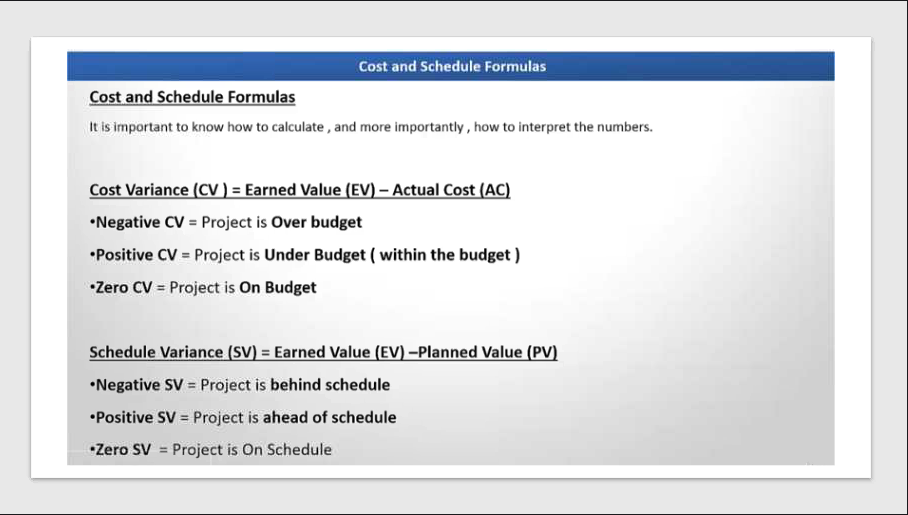 Cost and Schedule Formulas
Cost and Schedule Formulas
It is important to know how to calculate , and more importantly , how to interpret the numbers.
Cost Variance (CV ) = Earned Value (EV) – Actual Cost (AC)
•Negative CV = Project is Over budget
•Positive CV = Project is Under Budget ( within the budget )
•Zero CV = Project is On Budget
Schedule Variance (SV) = Earned Value (EV) –Planned Value (PV)
•Negative SV = Project is behind schedule
•Positive SV = Project is ahead of schedule
•Zero SV  = Project is On Schedule